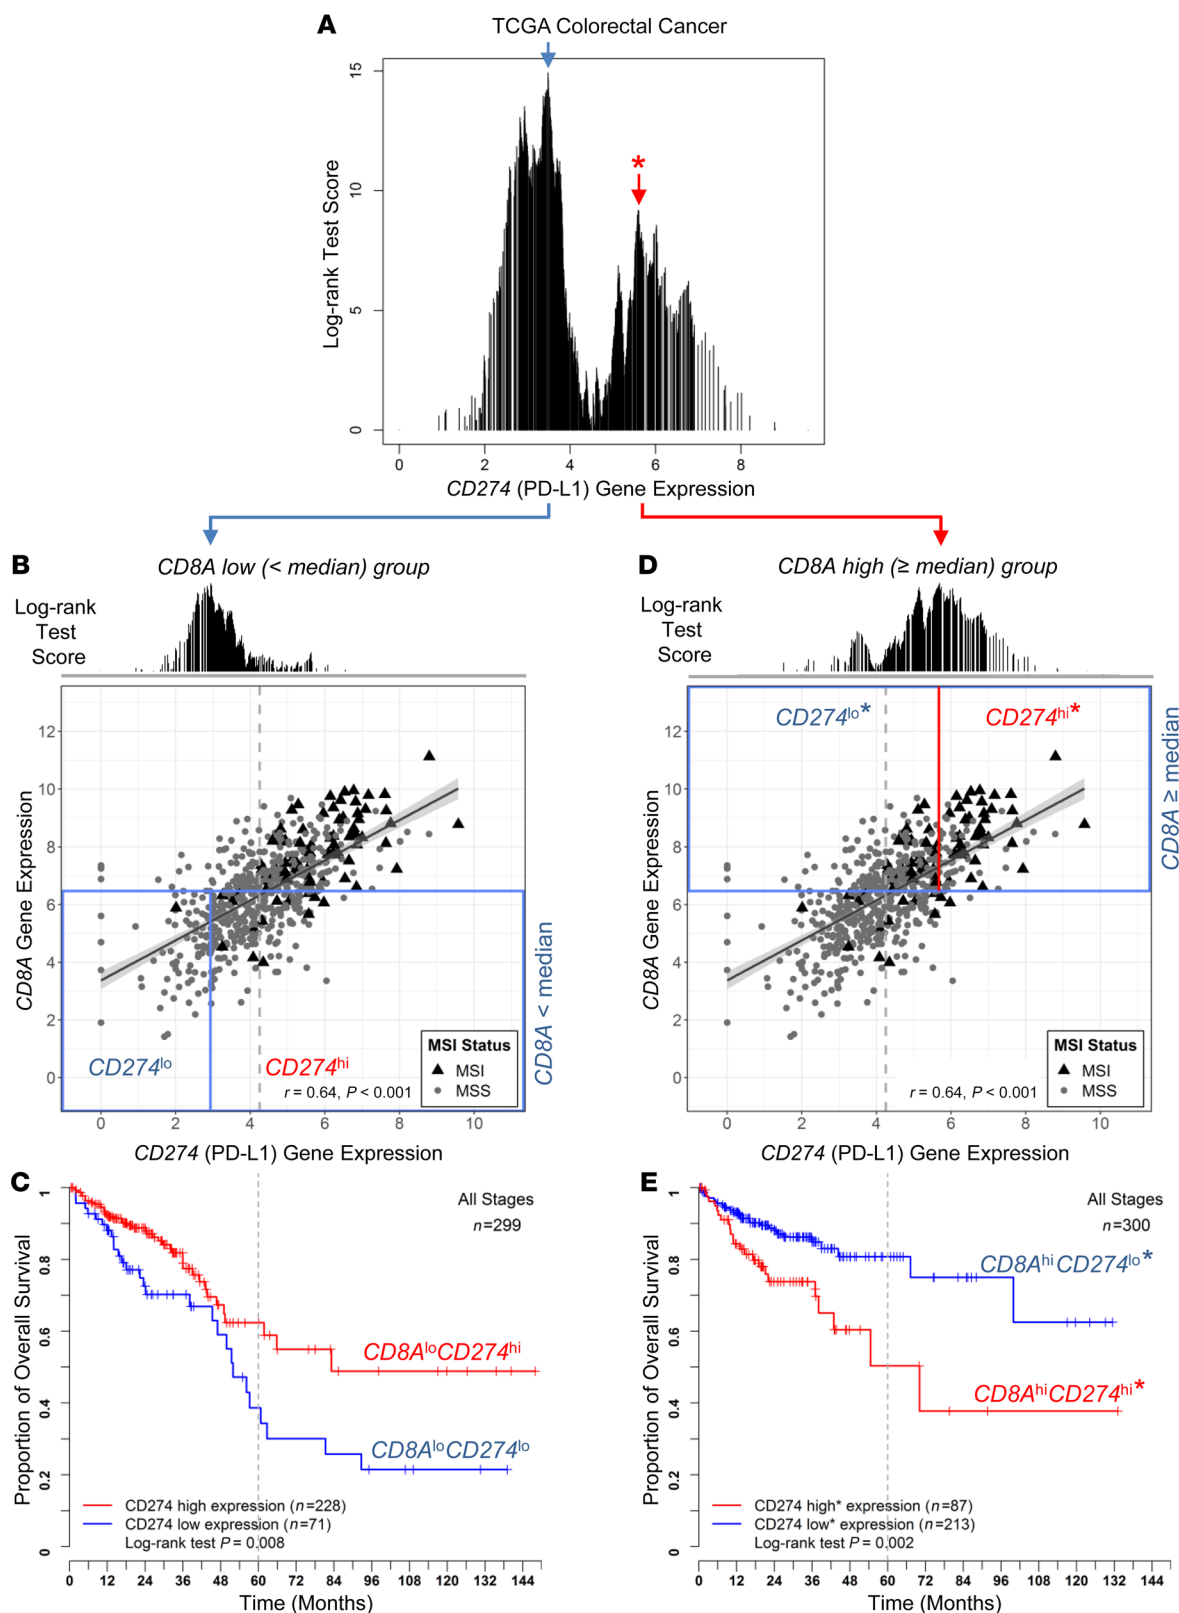 A
TCGA Colorectal Cancer
*
Log-rank Test Score
15
10
5
0
0 2 4 6 8
CD274 (PD-L1) Gene Expression
B
CD8A low (< median) group
Log-rank
Test
Score
CD8A Gene Expression
12
10
8
6
4
2
0
CD8A < median
CD274lo
CD274hi
r = 0.64, P < 0.001
MSI Status
MSI
MSS
0 2 4 6 8 10
CD274 (PD-L1) Gene Expression
D
CD8A high (≥ median) group
Log-rank
Test
Score
CD274lo*
CD274hi*
CD8A ≥ median
CD8A Gene Expression
12
10
8
6
4
2
0
r = 0.64, P < 0.001
MSI Status
MSI
MSS
0 2 4 6 8 10
CD274 (PD-L1) Gene Expression
C
All Stages
n=299
Proportion of Overall Survival
1
0.8
0.6
0.4
0.2
0
CD8AloCD274hi
CD8AloCD274lo
CD274 high expression (n=228)
CD274 low expression (n=71)
Log-rank test P = 0.008
0 12 24 36 48 60 72 84 96 108 120 132 144
Time (Months)
E
All Stages
n=300
Proportion of Overall Survival
1
0.8
0.6
0.4
0.2
0
CD8AhiCD274lo*
CD8AhiCD274hi*
CD274 high* expression (n=87)
CD274 low* expression (n=213)
Log-rank test P = 0.002
0 12 24 36 48 60 72 84 96 108 120 132 144
Time (Months)